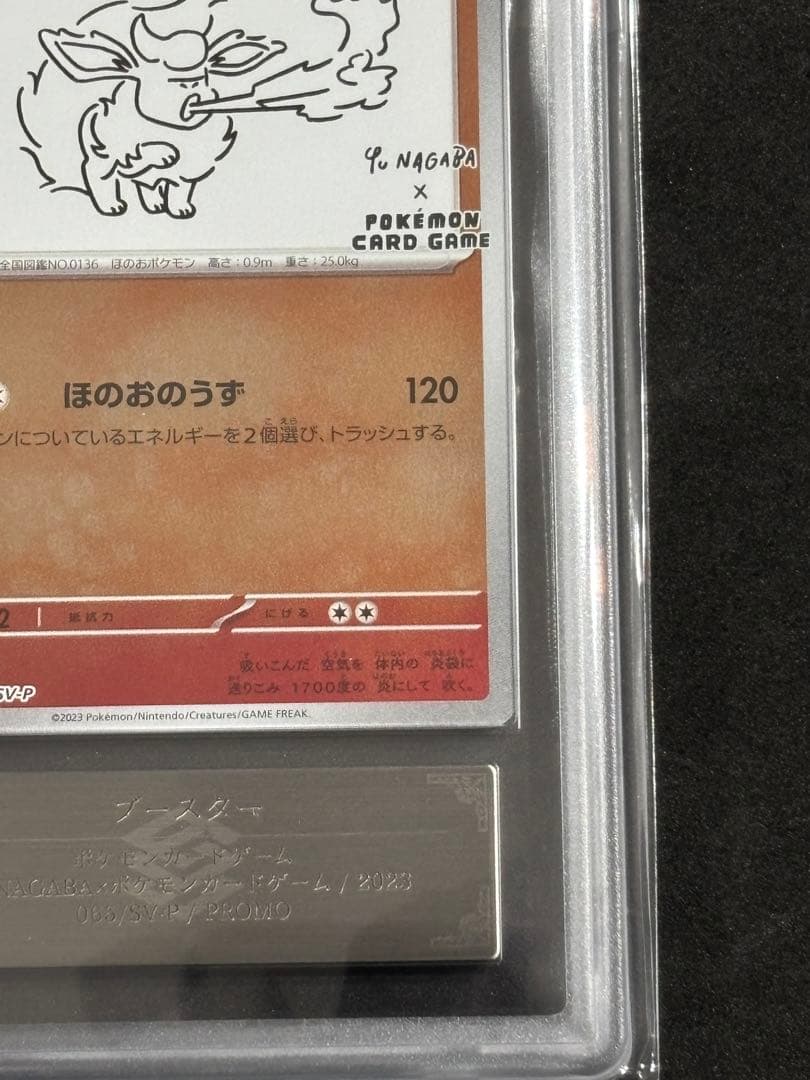 Yu NAGABA
×
POKÉMON
CARD GAME
全国図鑑NO.0136 ほのおポケモン 高さ:0.9m 重さ:25.0kg
ほのおのうず 120
ンについているエネルギーを2個選び、トラッシュする。
2 抵抗力 にげる
吸いこんだ 空気を 体内の 炎袋に
送りこみ 1700度の 炎にして 吹く。
SV-P
©2023 Pokémon/Nintendo/Creatures/GAME FREAK.
ブースター
ポケモンカードゲーム
NAGABA×ポケモンカードゲーム / 2023
/SV-P / PROMO